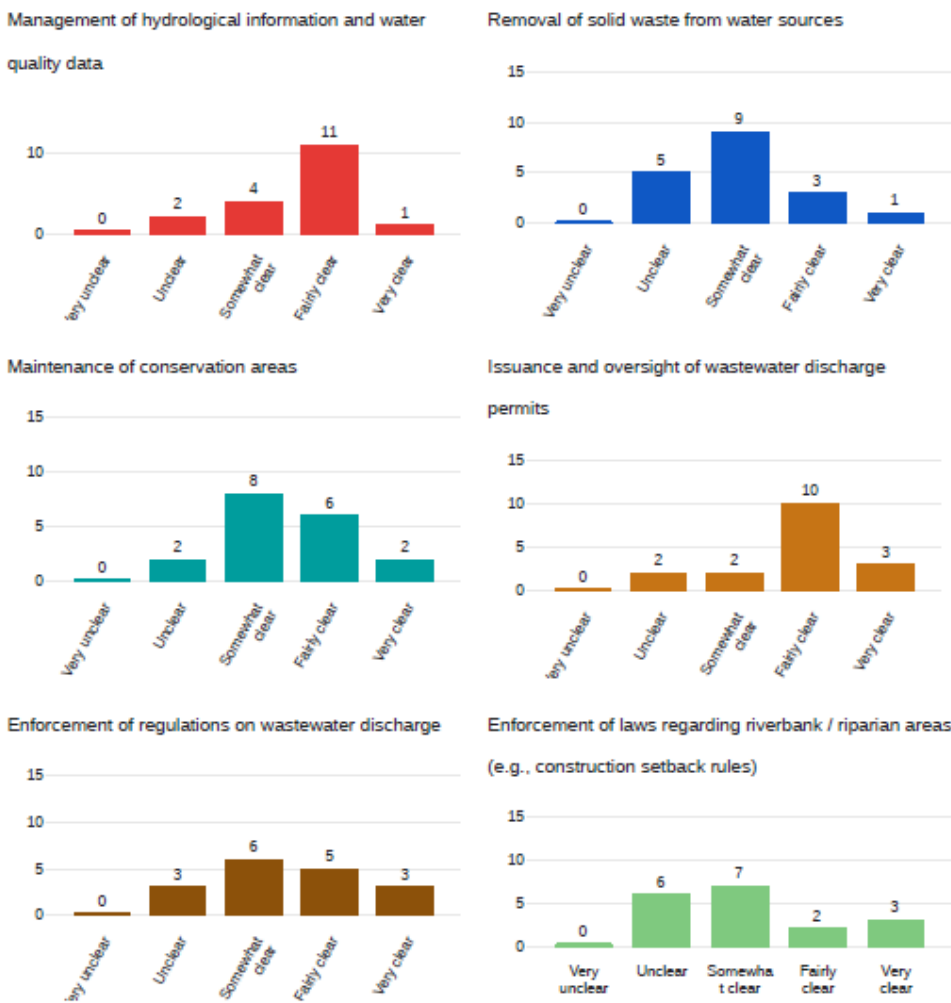 Management of hydrological information and water
quality data
10
0
0
2
4
11
1
Very unclear
Unclear
Somewhat
clear
Fairly clear
Very clear
Removal of solid waste from water sources
15
10
5
0
0
5
9
3
1
Very unclear
Unclear
Somewhat
clear
Fairly clear
Very clear
Maintenance of conservation areas
15
10
5
0
0
2
8
6
2
Very unclear
Unclear
Somewhat
clear
Fairly clear
Very clear
Issuance and oversight of wastewater discharge
permits
15
10
5
0
0
2
2
10
3
Very unclear
Unclear
Somewhat
clear
Fairly clear
Very clear
Enforcement of regulations on wastewater discharge
15
10
5
0
0
3
6
5
3
Very unclear
Unclear
Somewhat
clear
Fairly clear
Very clear
Enforcement of laws regarding riverbank / riparian areas
(e.g., construction setback rules)
15
10
5
0
0
6
7
2
3
Very
unclear
Unclear
Somewha
t clear
Fairly
clear
Very
clear